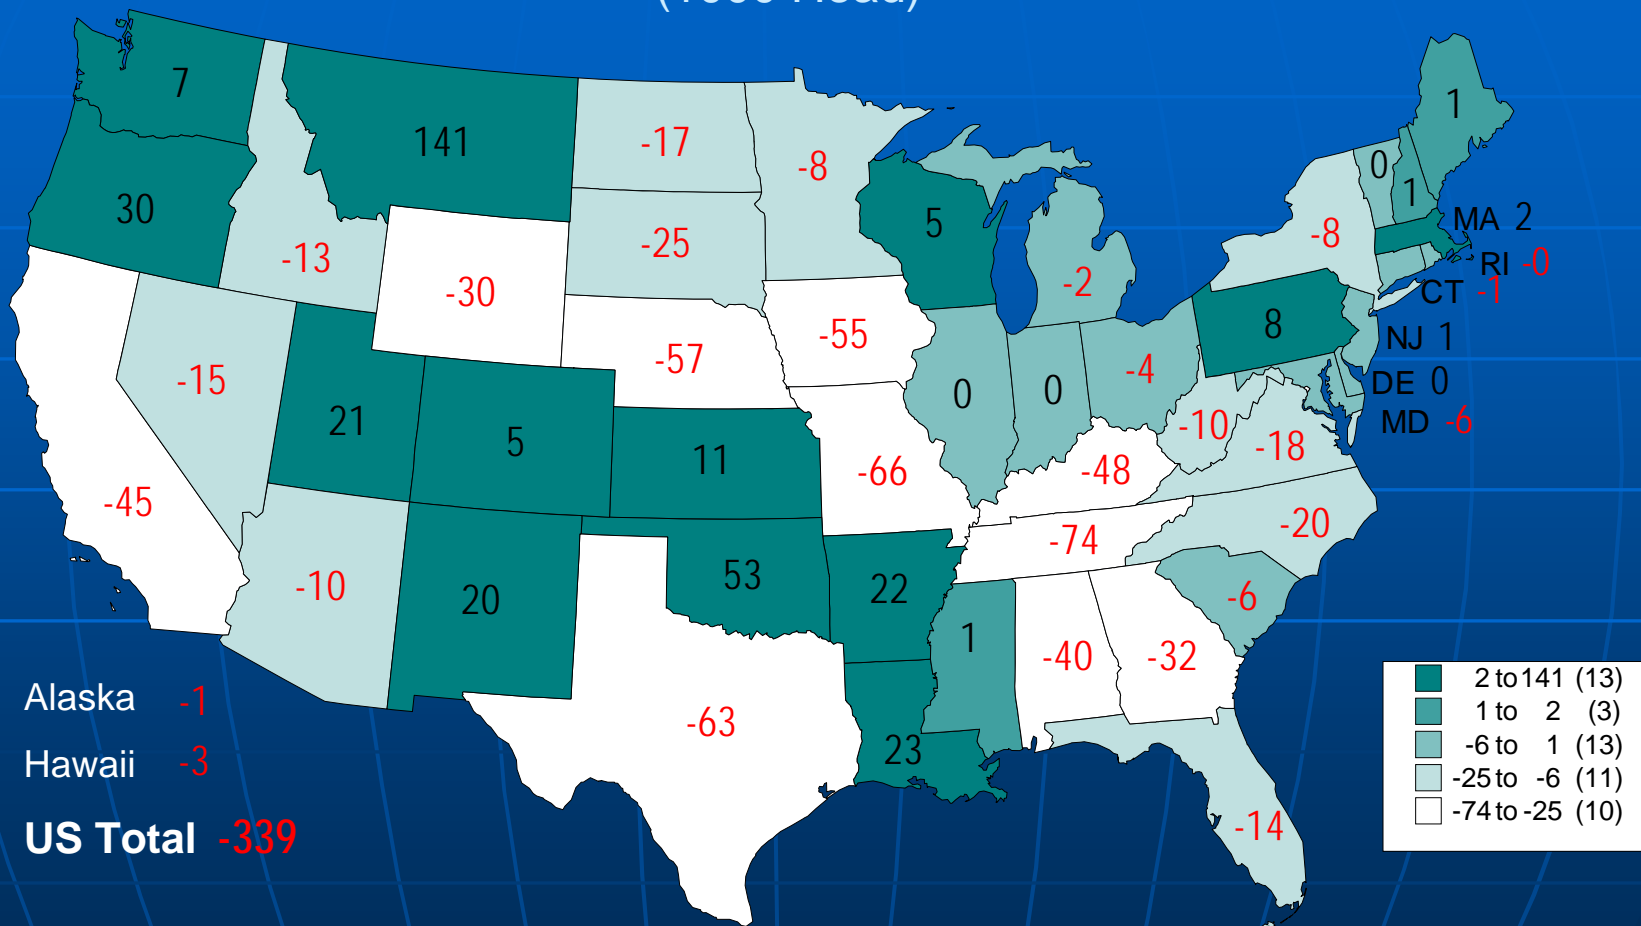 (1000 Head)
7
141
-17
-8
1
0
1
30
-13
-30
-25
5
-2
-8
MA 2
RI -0
CT -1
8
NJ 1
-15
-57
-55
-4
DE 0
21
0
0
MD -6
5
11
-66
-48
-10
-18
-45
-10
20
53
22
-74
-20
1
-6
-40
-32
-63
23
-14
Alaska -1
Hawaii -3
US Total -339
2 to 141 (13)
1 to 2 (3)
-6 to 1 (13)
-25 to -6 (11)
-74 to -25 (10)